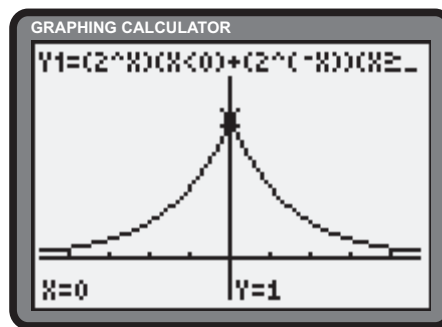 GRAPHING CALCULATOR
Y1=(2^X)(X<0)+(2^(-X))(X≥_
X=0 Y=1